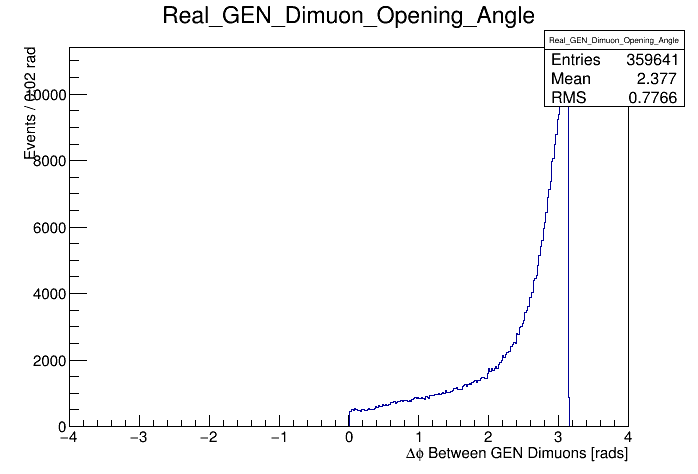 Real_GEN_Dimuon_Opening_Angle
Real_GEN_Dimuon_Opening_Angle
Entries 359641
Mean 2.377
RMS 0.7766
Events / 0.02 rad
10000
8000
6000
4000
2000
0
−4 −3 −2 −1 0 1 2 3 4
Δϕ Between GEN Dimuons [rads]